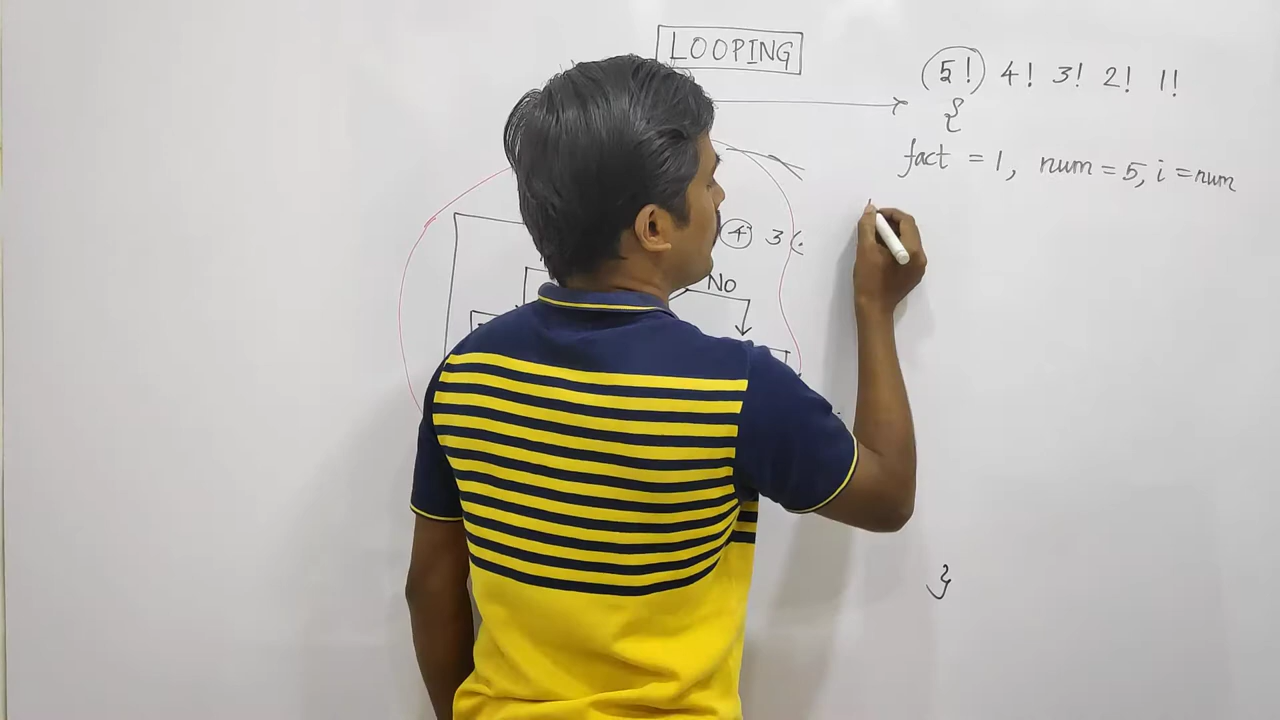 LOOPING
5! 4! 3! 2! 1!
{
fact = 1, num = 5, i = num
4 3
No
}